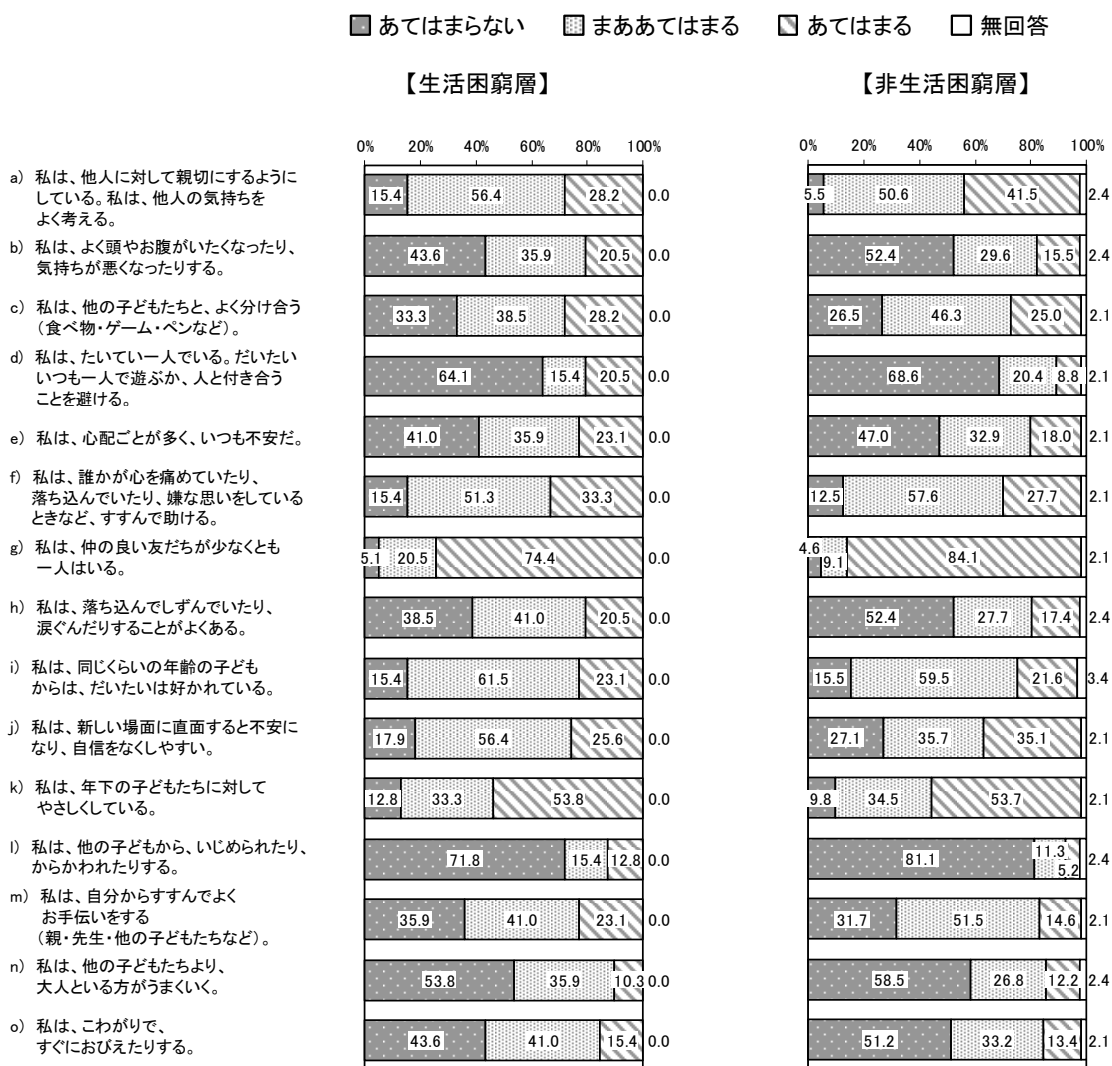 あてはまらない まああてはまる あてはまる 無回答
【生活困窮層】 【非生活困窮層】
0% 20% 40% 60% 80% 100% 0% 20% 40% 60% 80% 100%
a) 私は、他人に対して親切にするように
している。私は、他人の気持ちを
よく考える。
15.4 56.4 28.2 0.0 5.5 50.6 41.5 2.4
b) 私は、よく頭やお腹がいたくなったり、
気持ちが悪くなったりする。
43.6 35.9 20.5 0.0 52.4 29.6 15.5 2.4
c) 私は、他の子どもたちと、よく分け合う
（食べ物・ゲーム・ペンなど）。
33.3 38.5 28.2 0.0 26.5 46.3 25.0 2.1
d) 私は、たいてい一人でいる。だいたい
いつも一人で遊ぶか、人と付き合う
ことを避ける。
64.1 15.4 20.5 0.0 68.6 20.4 8.8 2.1
e) 私は、心配ごとが多く、いつも不安だ。
41.0 35.9 23.1 0.0 47.0 32.9 18.0 2.1
f) 私は、誰かが心を痛めていたり、
落ち込んでいたり、嫌な思いをしている
ときなど、すすんで助ける。
15.4 51.3 33.3 0.0 12.5 57.6 27.7 2.1
g) 私は、仲の良い友だちが少なくとも
一人はいる。
5.1 20.5 74.4 0.0 4.6 9.1 84.1 2.1
h) 私は、落ち込んでしずんでいたり、
涙ぐんだりすることがよくある。
38.5 41.0 20.5 0.0 52.4 27.7 17.4 2.4
i) 私は、同じくらいの年齢の子ども
からは、だいたいは好かれている。
15.4 61.5 23.1 0.0 15.5 59.5 21.6 3.4
j) 私は、新しい場面に直面すると不安に
なり、自信をなくしやすい。
17.9 56.4 25.6 0.0 27.1 35.7 35.1 2.1
k) 私は、年下の子どもたちに対して
やさしくしている。
12.8 33.3 53.8 0.0 9.8 34.5 53.7 2.1
l) 私は、他の子どもから、いじめられたり、
からかわれたりする。
71.8 15.4 12.8 0.0 81.1 11.3 5.2 2.4
m) 私は、自分からすすんでよく
お手伝いをする
（親・先生・他の子どもたちなど）。
35.9 41.0 23.1 0.0 31.7 51.5 14.6 2.1
n) 私は、他の子どもたちより、
大人といる方がうまくいく。
53.8 35.9 10.3 0.0 58.5 26.8 12.2 2.4
o) 私は、こわがりで、
すぐにおびえたりする。
43.6 41.0 15.4 0.0 51.2 33.2 13.4 2.1